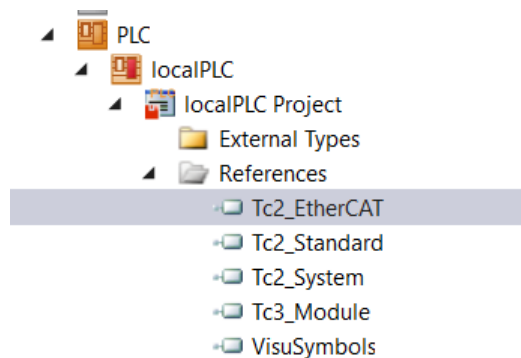 PLC
localPLC
localPLC Project
External Types
References
Tc2_EtherCAT
Tc2_Standard
Tc2_System
Tc3_Module
VisuSymbols